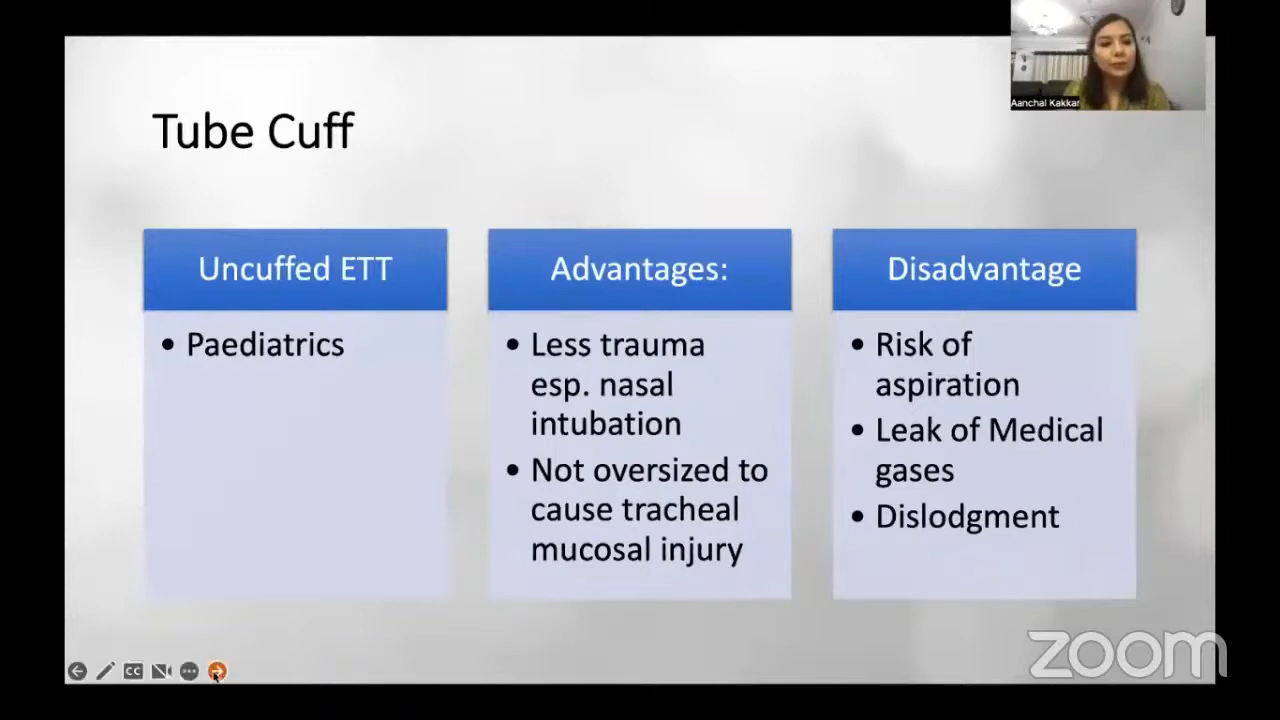 Aanchal Kakkar
Tube Cuff
Uncuffed ETT
• Paediatrics
Advantages:
• Less trauma
esp. nasal
intubation
• Not oversized to
cause tracheal
mucosal injury
Disadvantage
• Risk of
aspiration
• Leak of Medical
gases
• Dislodgment
CC
zoom